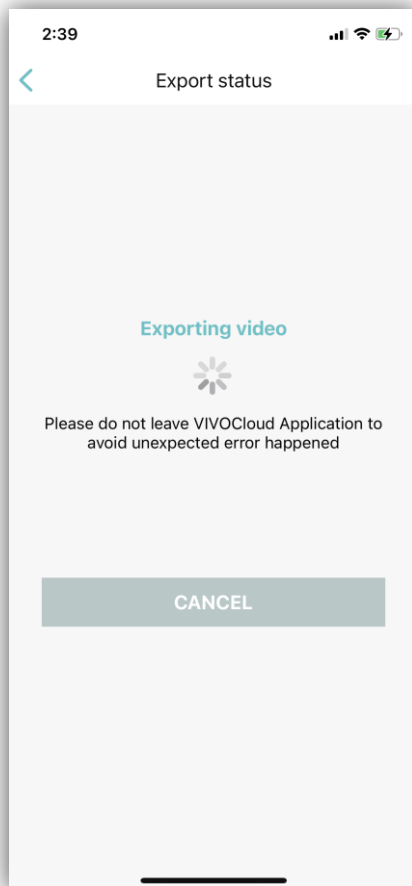 2:39
Export status
Exporting video
Please do not leave VIVOCloud Application to
avoid unexpected error happened
CANCEL